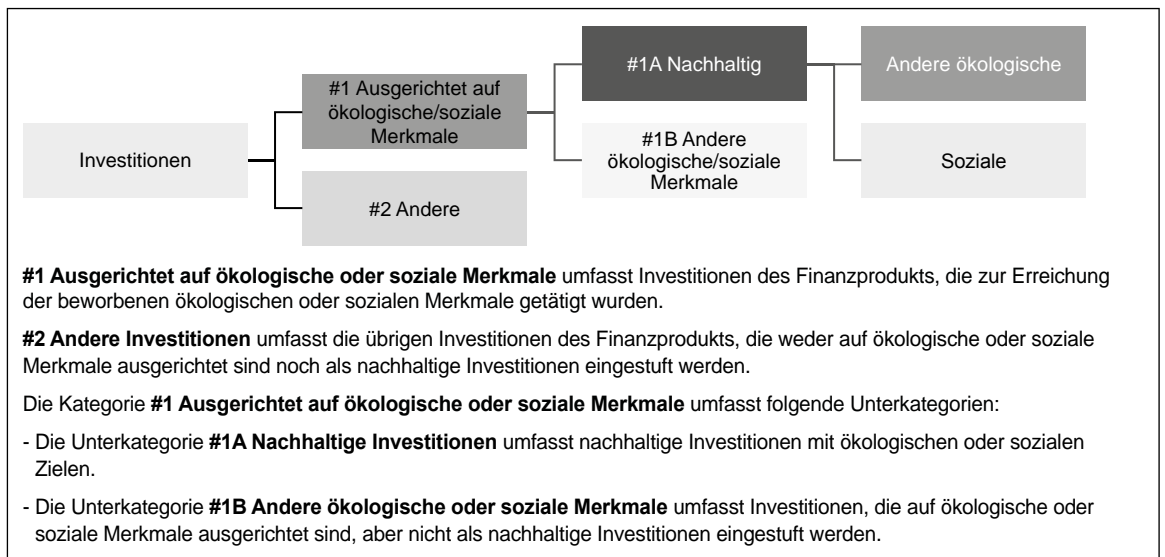 Investitionen
#1 Ausgerichtet auf
ökologische/soziale
Merkmale
#2 Andere
#1A Nachhaltig
#1B Andere
ökologische/soziale
Merkmale
Andere ökologische
Soziale
#1 Ausgerichtet auf ökologische oder soziale Merkmale umfasst Investitionen des Finanzprodukts, die zur Erreichung
der beworbenen ökologischen oder sozialen Merkmale getätigt wurden.
#2 Andere Investitionen umfasst die übrigen Investitionen des Finanzprodukts, die weder auf ökologische oder soziale
Merkmale ausgerichtet sind noch als nachhaltige Investitionen eingestuft werden.
Die Kategorie #1 Ausgerichtet auf ökologische oder soziale Merkmale umfasst folgende Unterkategorien:
- Die Unterkategorie #1A Nachhaltige Investitionen umfasst nachhaltige Investitionen mit ökologischen oder sozialen
Zielen.
- Die Unterkategorie #1B Andere ökologische oder soziale Merkmale umfasst Investitionen, die auf ökologische oder
soziale Merkmale ausgerichtet sind, aber nicht als nachhaltige Investitionen eingestuft werden.